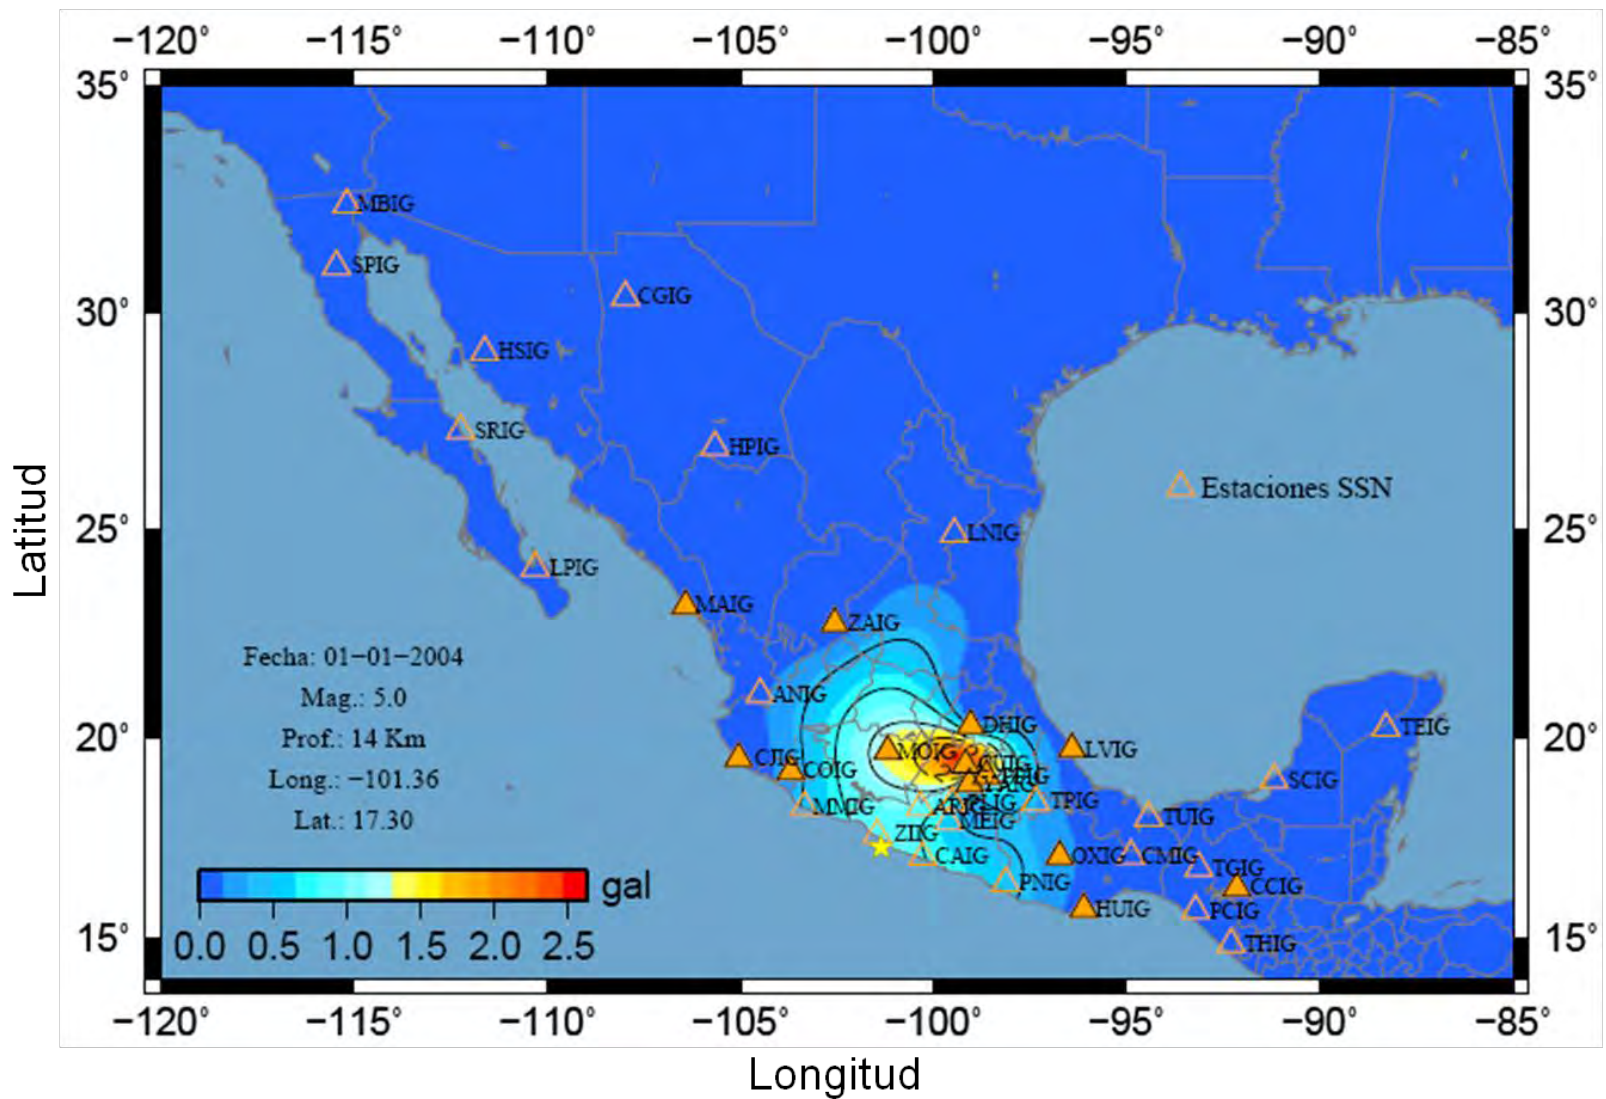 −120° −115° −110° −105° −100° −95° −90° −85°
35° 35°
MBIG
SPIG
CGIG
30° 30°
HSIG
SRIG
HPIG
Estaciones SSN
25° 25°
LNIG
LPIG
MAIG
ZAIG
Fecha: 01−01−2004
ANIG
Mag.: 5.0
DHIG
TEIG
20° 20°
Prof.: 14 Km
MOIG
LVIG
CUIG
CJIG
COIG
Long.: −101.36
SCIG
MMIG
TPIG
Lat.: 17.30
TUIG
MEIG
ZIIG
CAIG
OXIG
CMIG
TGIG
PNIG
CCIG
gal
HUIG
PCIG
15° 15°
THIG
0.0 0.5 1.0 1.5 2.0 2.5
−120° −115° −110° −105° −100° −95° −90° −85°
Latitud
Longitud